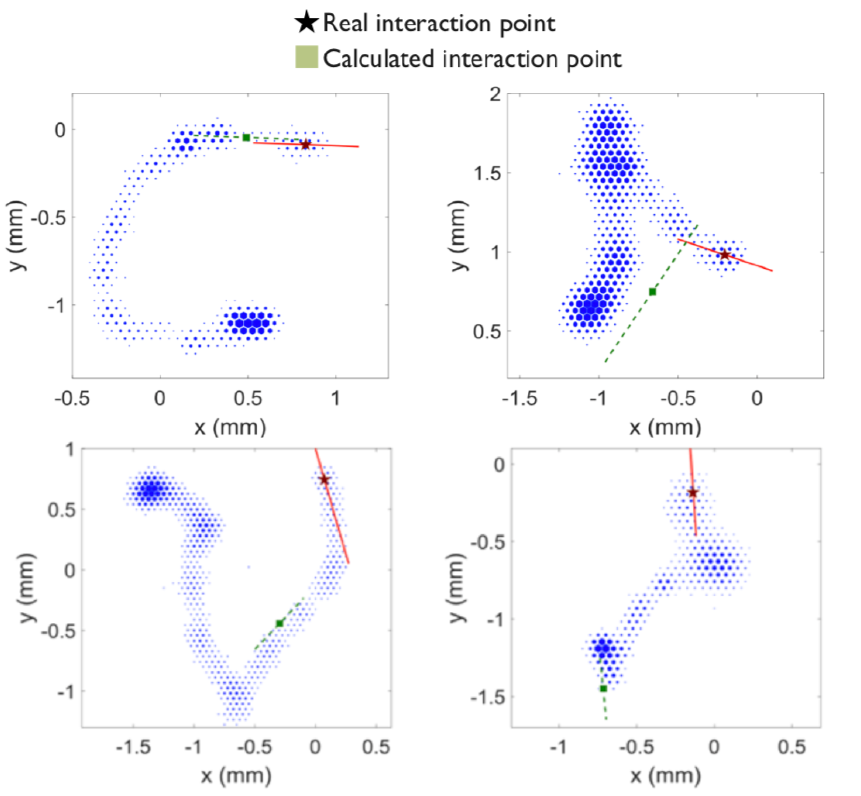 ★ Real interaction point
Calculated interaction point
0
-0.5
-1
y (mm)
-0.5 0 0.5 1
x (mm)
2
1.5
1
0.5
y (mm)
-1.5 -1 -0.5 0
x (mm)
1
0.5
0
-0.5
-1
y (mm)
-1.5 -1 -0.5 0 0.5
x (mm)
0
-0.5
-1
-1.5
y (mm)
-1 -0.5 0 0.5
x (mm)